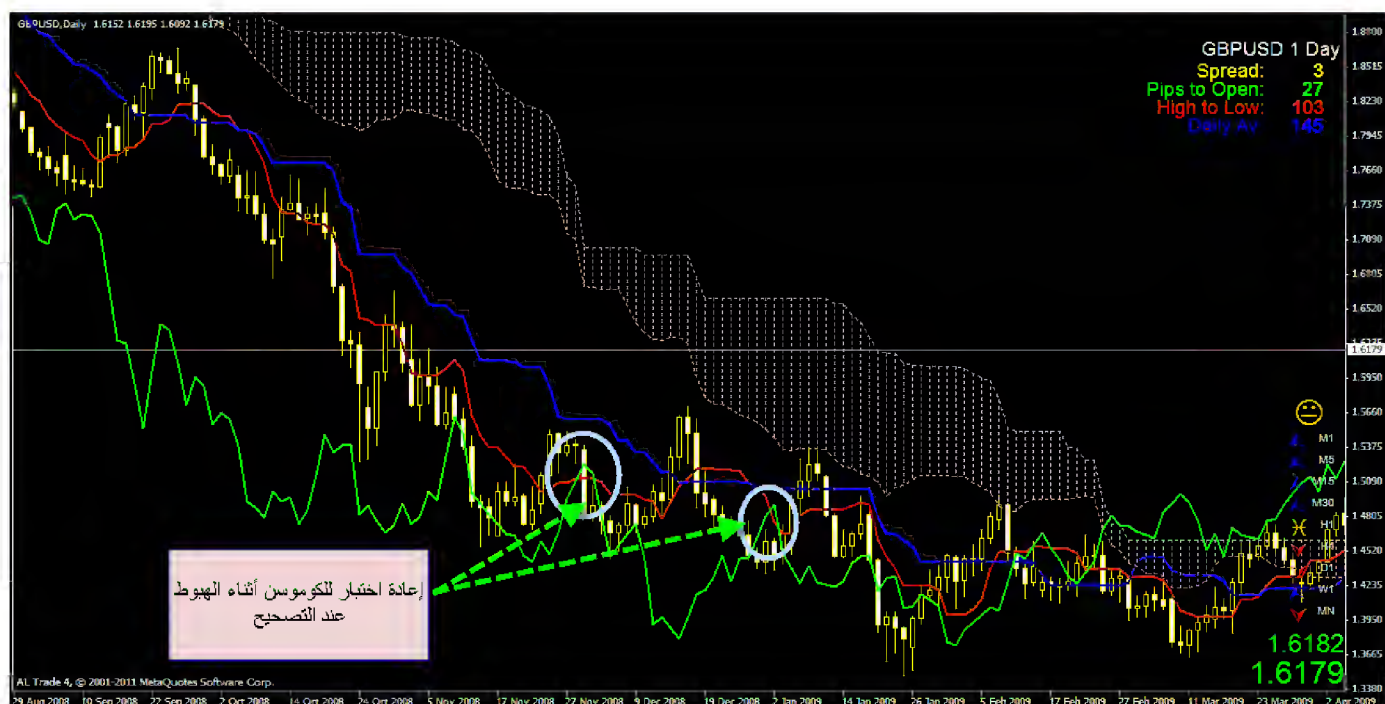 GBPUSD,Daily 1.6152 1.6195 1.6092 1.6179
GBPUSD 1 Day
Spread: 3
Pips to Open: 27
High to Low: 103
Daily Av: 145
1.8800
1.8515
1.8230
1.7945
1.7660
1.7375
1.7090
1.6805
1.6520
1.6179
1.5950
1.5660
1.5375
1.5090
1.4805
1.4520
1.4235
1.3950
1.3665
1.3380
M1
M5
M15
M30
H1
D1
W1
MN
إعادة اختبار للكوموسن أثناء الهبوط
عند التصحيح
1.6182
1.6179
AL Trade 4, © 2001-2011 MetaQuotes Software Corp.
29 Aug 2008 10 Sep 2008 22 Sep 2008 2 Oct 2008 14 Oct 2008 24 Oct 2008 5 Nov 2008 17 Nov 2008 27 Nov 2008 9 Dec 2008 19 Dec 2008 2 Jan 2009 14 Jan 2009 26 Jan 2009 5 Feb 2009 17 Feb 2009 27 Feb 2009 11 Mar 2009 23 Mar 2009 2 Apr 2009